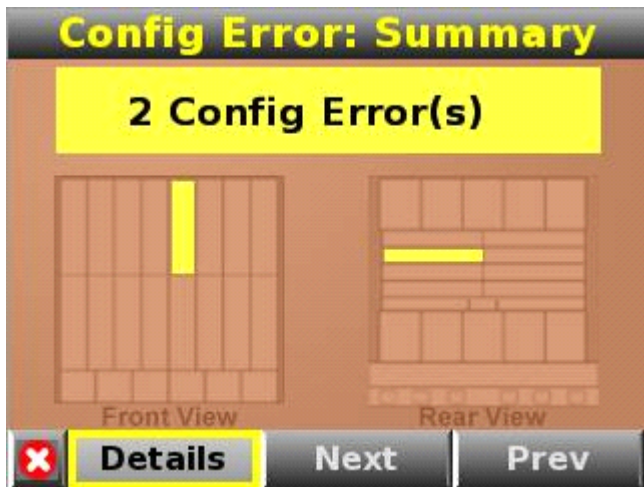 Config Error: Summary
2 Config Error(s)
Front View
Rear View
Details
Next
Prev